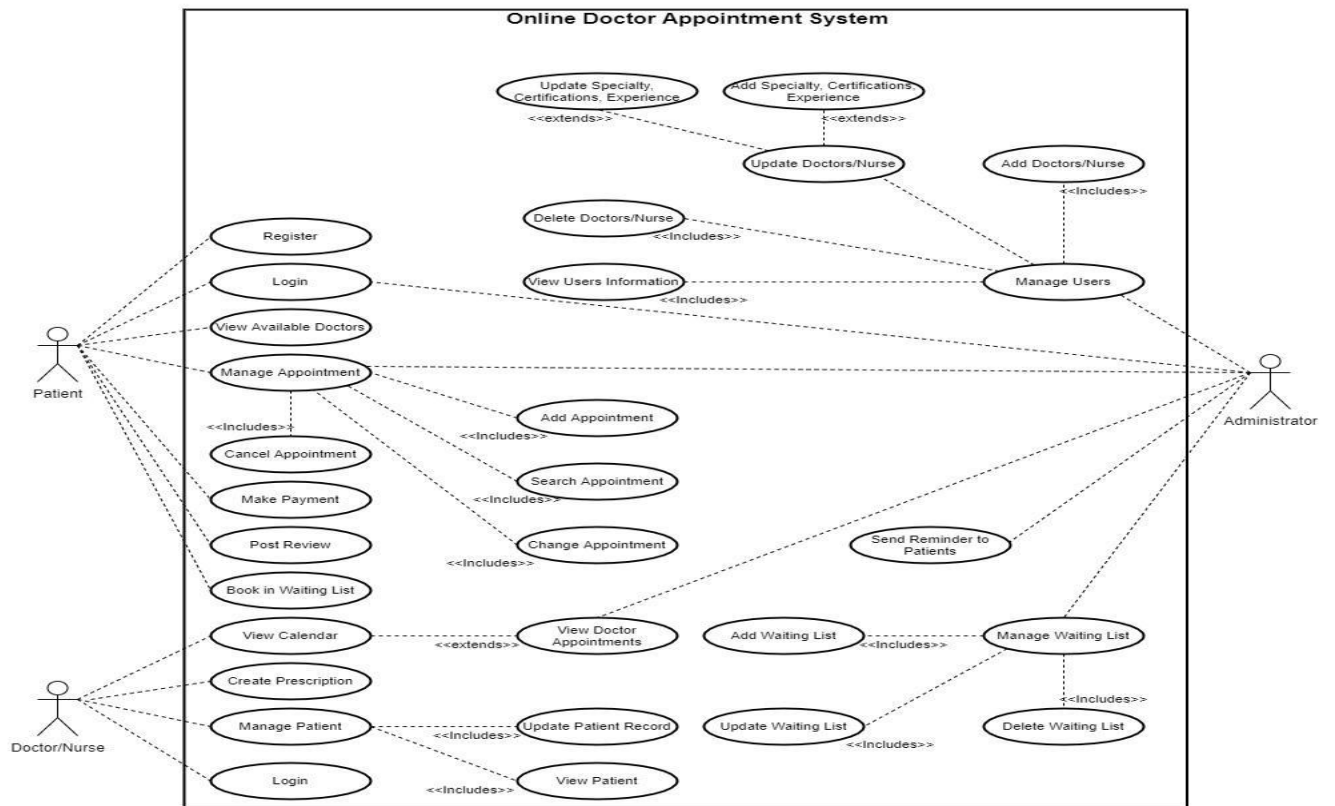 Online Doctor Appointment System
Update Specialty,
Certifications, Experience
Add Specialty, Certifications,
Experience
<<extends>>
<<extends>>
Update Doctors/Nurse
Add Doctors/Nurse
<<Includes>>
Delete Doctors/Nurse
<<Includes>>
Register
View Users Information
<<Includes>>
Manage Users
Login
View Available Doctors
Patient
Manage Appointment
Administrator
Add Appointment
<<Includes>>
<<Includes>>
Cancel Appointment
Search Appointment
<<Includes>>
Make Payment
Post Review
Change Appointment
<<Includes>>
Send Reminder to
Patients
Book in Waiting List
View Calendar
<<extends>>
View Doctor
Appointments
Add Waiting List
<<Includes>>
Manage Waiting List
Create Prescription
<<Includes>>
Manage Patient
Update Patient Record
<<Includes>>
Update Waiting List
<<Includes>>
Delete Waiting List
Doctor/Nurse
Login
View Patient
<<Includes>>